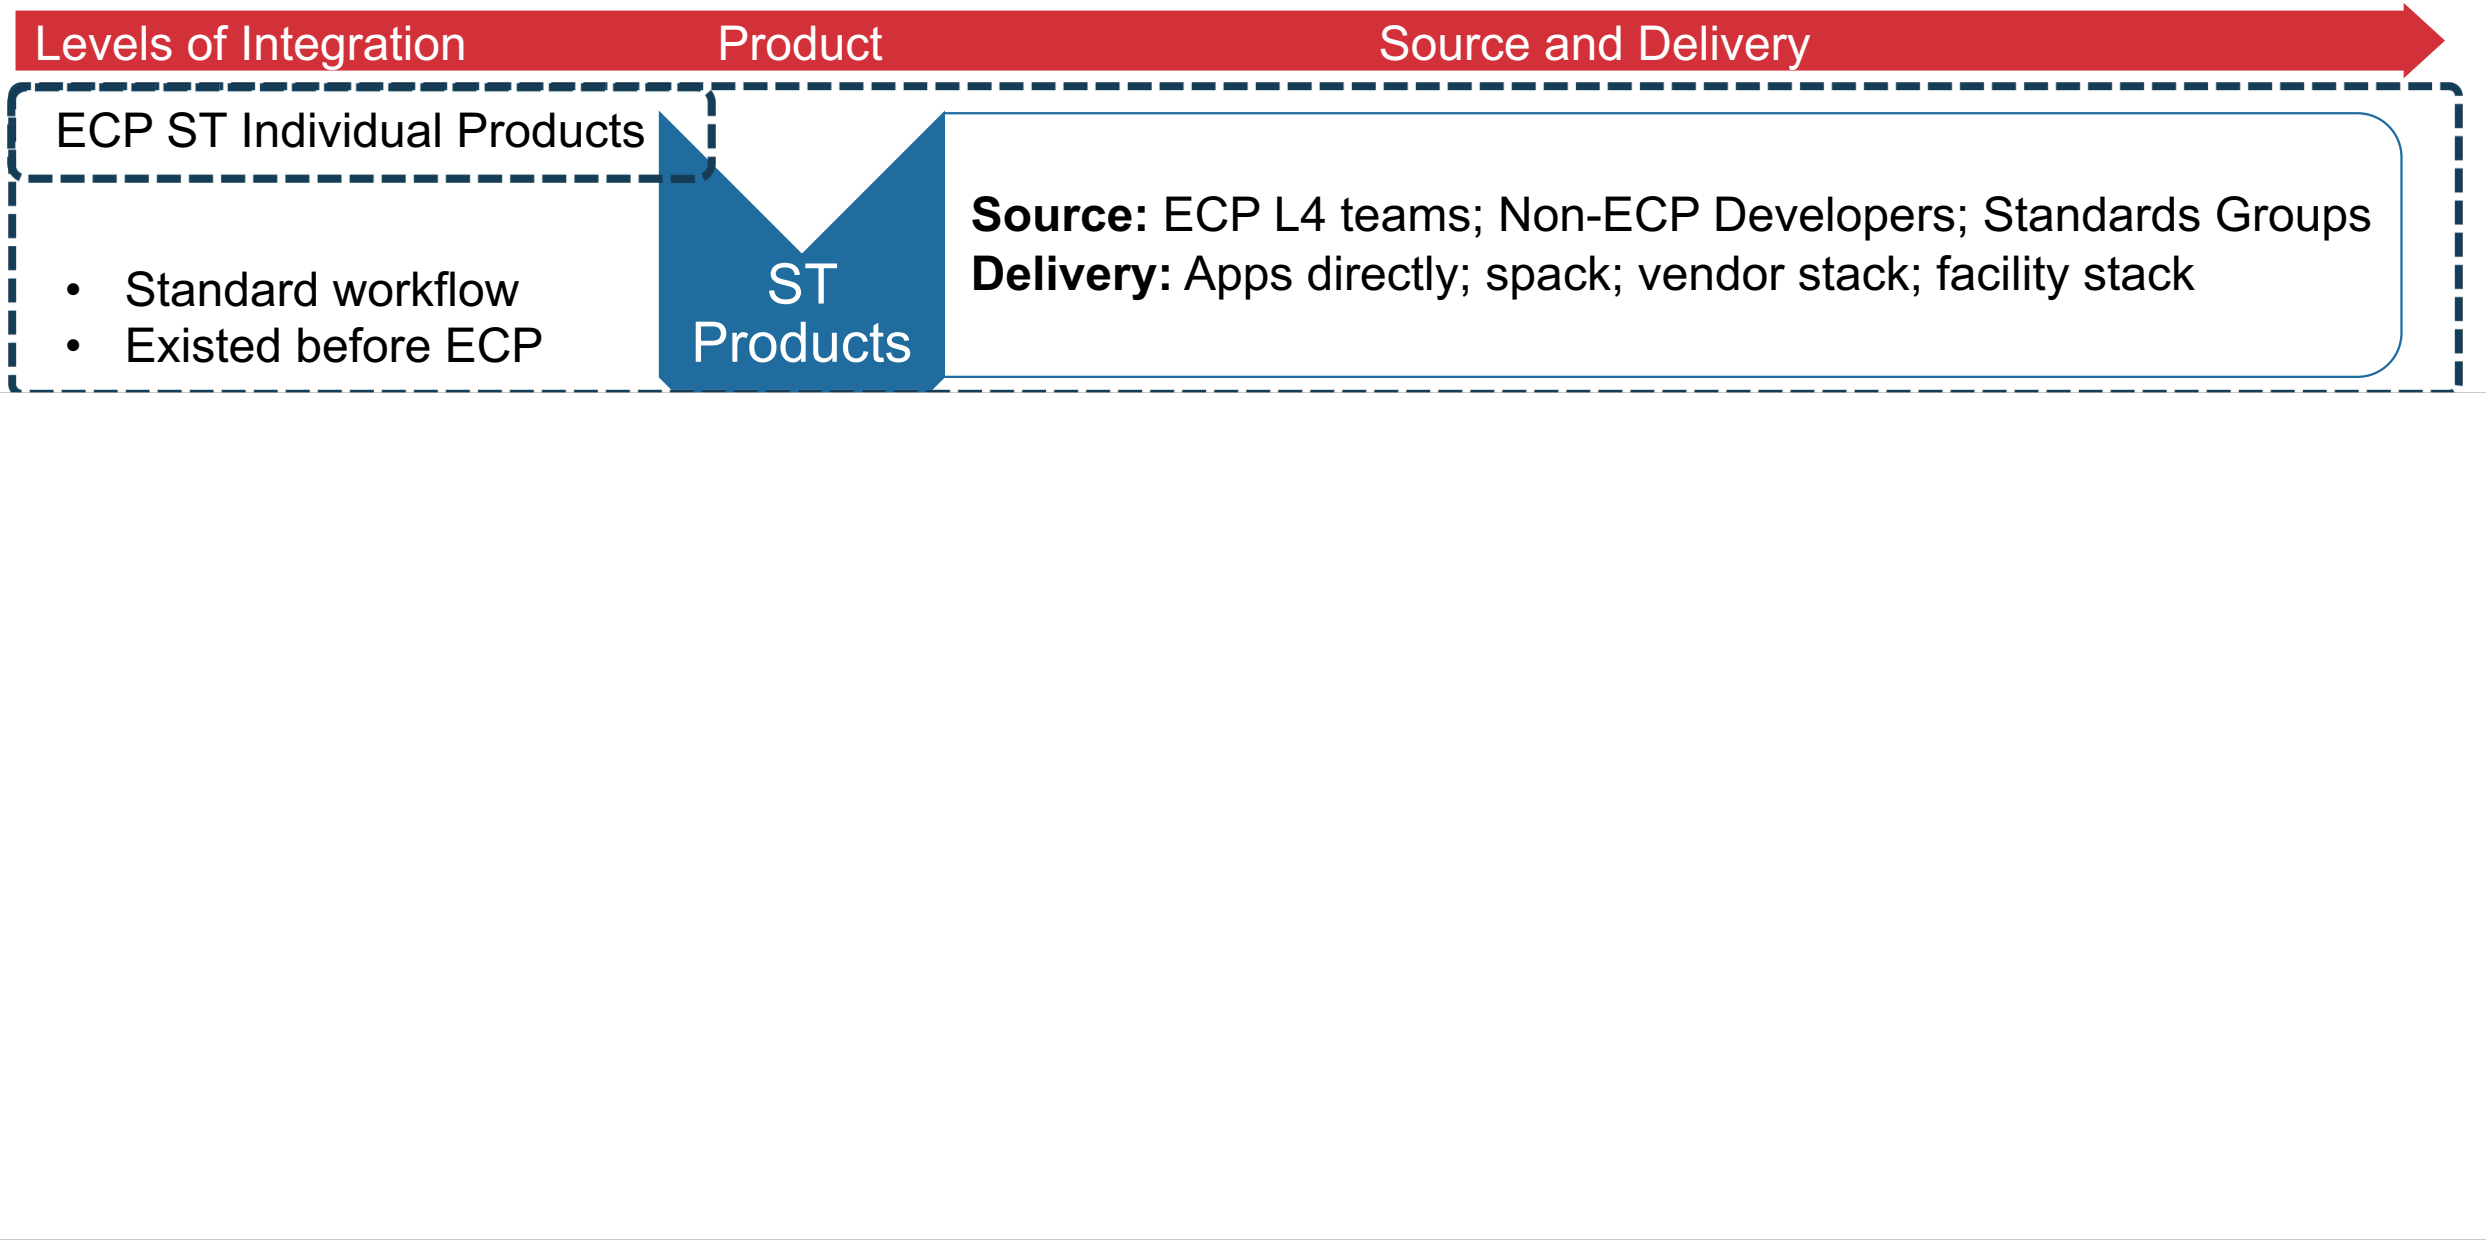 Levels of Integration Product Source and Delivery
ECP ST Individual Products
• Standard workflow
• Existed before ECP
ST
Products
Source: ECP L4 teams; Non-ECP Developers; Standards Groups
Delivery: Apps directly; spack; vendor stack; facility stack